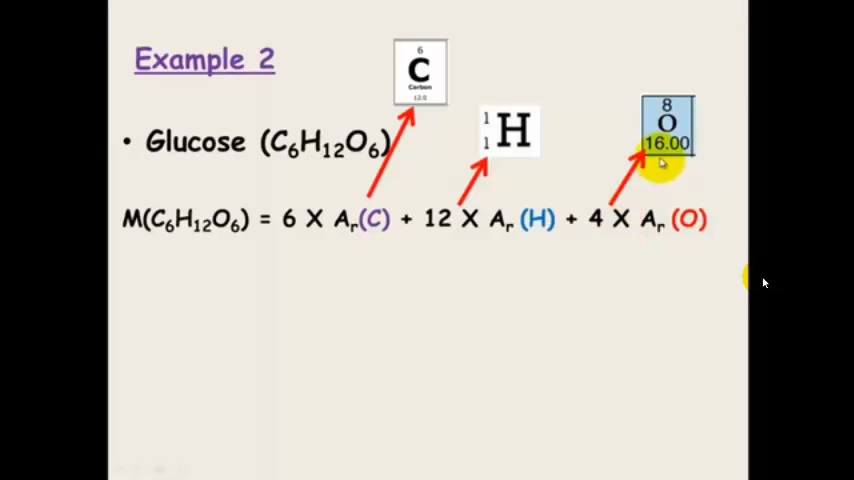 Example 2
6
C
Carbon
12.0
1
H
1
8
O
16.00
• Glucose (C₆H₁₂O₆)
M(C₆H₁₂O₆) = 6 X Aᵣ(C) + 12 X Aᵣ (H) + 4 X Aᵣ (O)